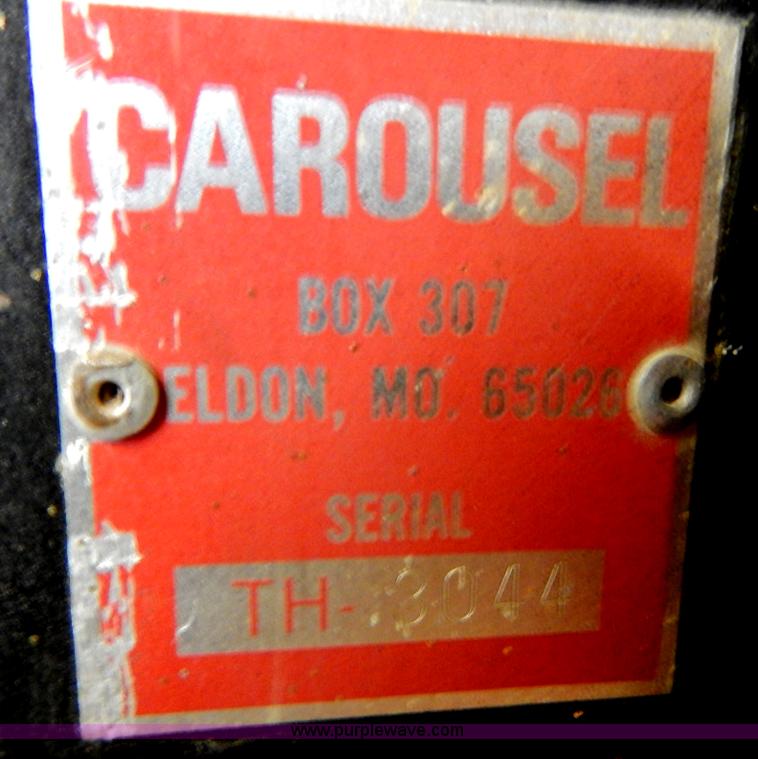 CAROUSEL
BOX 307
ELDON, MO. 65026
SERIAL
TH-3044
www.purplewave.com